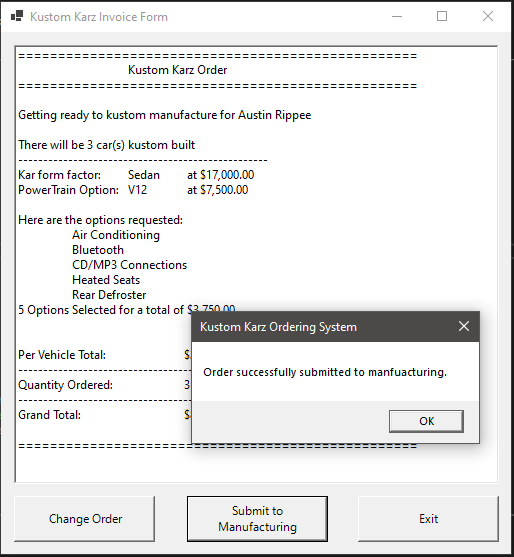 Kustom Karz Invoice Form
==================================================
Kustom Karz Order
==================================================
Getting ready to kustom manufacture for Austin Rippee
There will be 3 car(s) kustom built
--------------------------------------------------
Kar form factor: Sedan at $17,000.00
PowerTrain Option: V12 at $7,500.00
Here are the options requested:
Air Conditioning
Bluetooth
CD/MP3 Connections
Heated Seats
Rear Defroster
5 Options Selected for a total of $3,750.00
Kustom Karz Ordering System
Order successfully submitted to manfuacturing.
OK
Per Vehicle Total: $
Quantity Ordered: 3
Grand Total: $
==================================================
Change Order
Submit to
Manufacturing
Exit